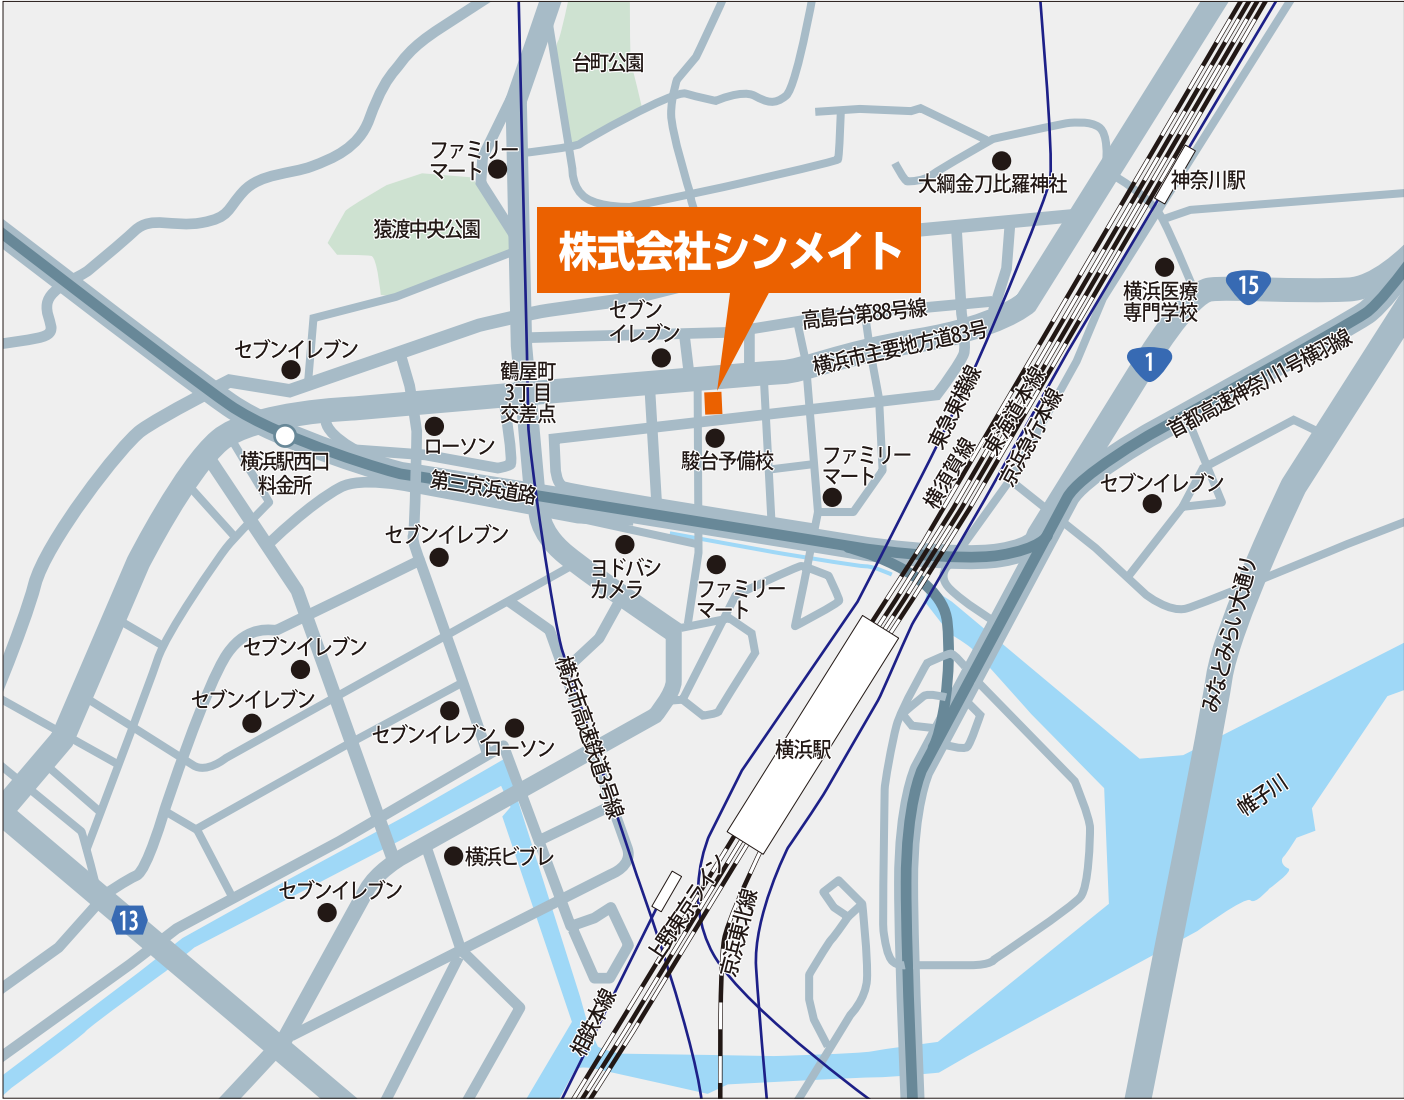 台町公園
ファミリー
マート
大綱金刀比羅神社
神奈川駅
猿渡中央公園
株式会社シンメイト
横浜医療
専門学校
15
セブン
イレブン
高島台第88号線
横浜市主要地方道83号
セブンイレブン
鶴屋町
3丁目
交差点
1
首都高速神奈川1号横羽線
東急東横線
横須賀線
東海道本線
京浜急行本線
ローソン
横浜駅西口
料金所
駿台予備校
ファミリー
マート
第三京浜道路
セブンイレブン
セブンイレブン
ヨドバシ
カメラ
ファミリー
マート
みなとみらい大通り
セブンイレブン
セブンイレブン
横浜市高速鉄道3号線
セブンイレブン
ローソン
横浜駅
帷子川
横浜ビブレ
セブンイレブン
13
上野東京ライン
京浜東北線
相鉄本線